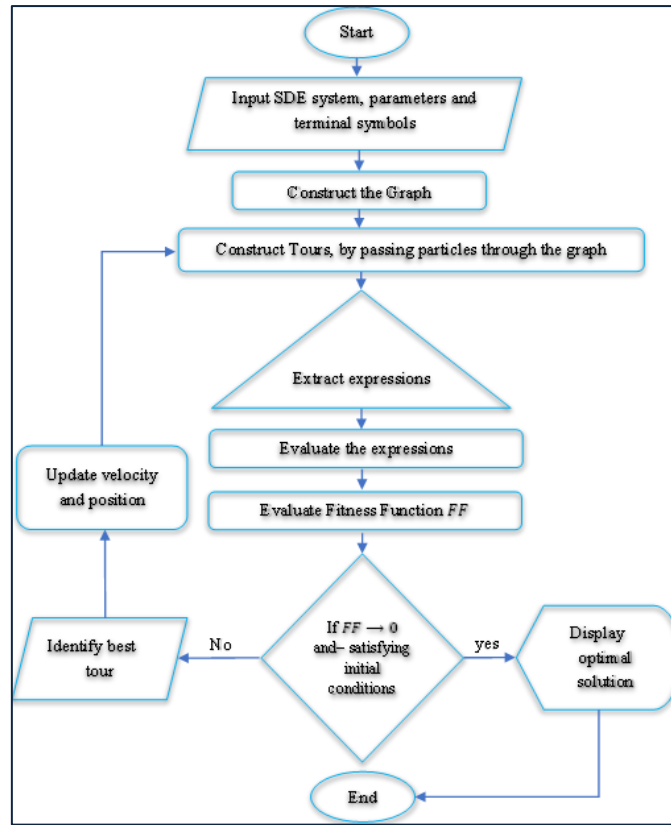 Start
Input SDE system, parameters and
terminal symbols
Construct the Graph
Construct Tours, by passing particles through the graph
Extract expressions
Evaluate the expressions
Update velocity
and position
Evaluate Fitness Function FF
If FF → 0
and– satisfying
initial
conditions
No
yes
Identify best
tour
Display
optimal
solution
End